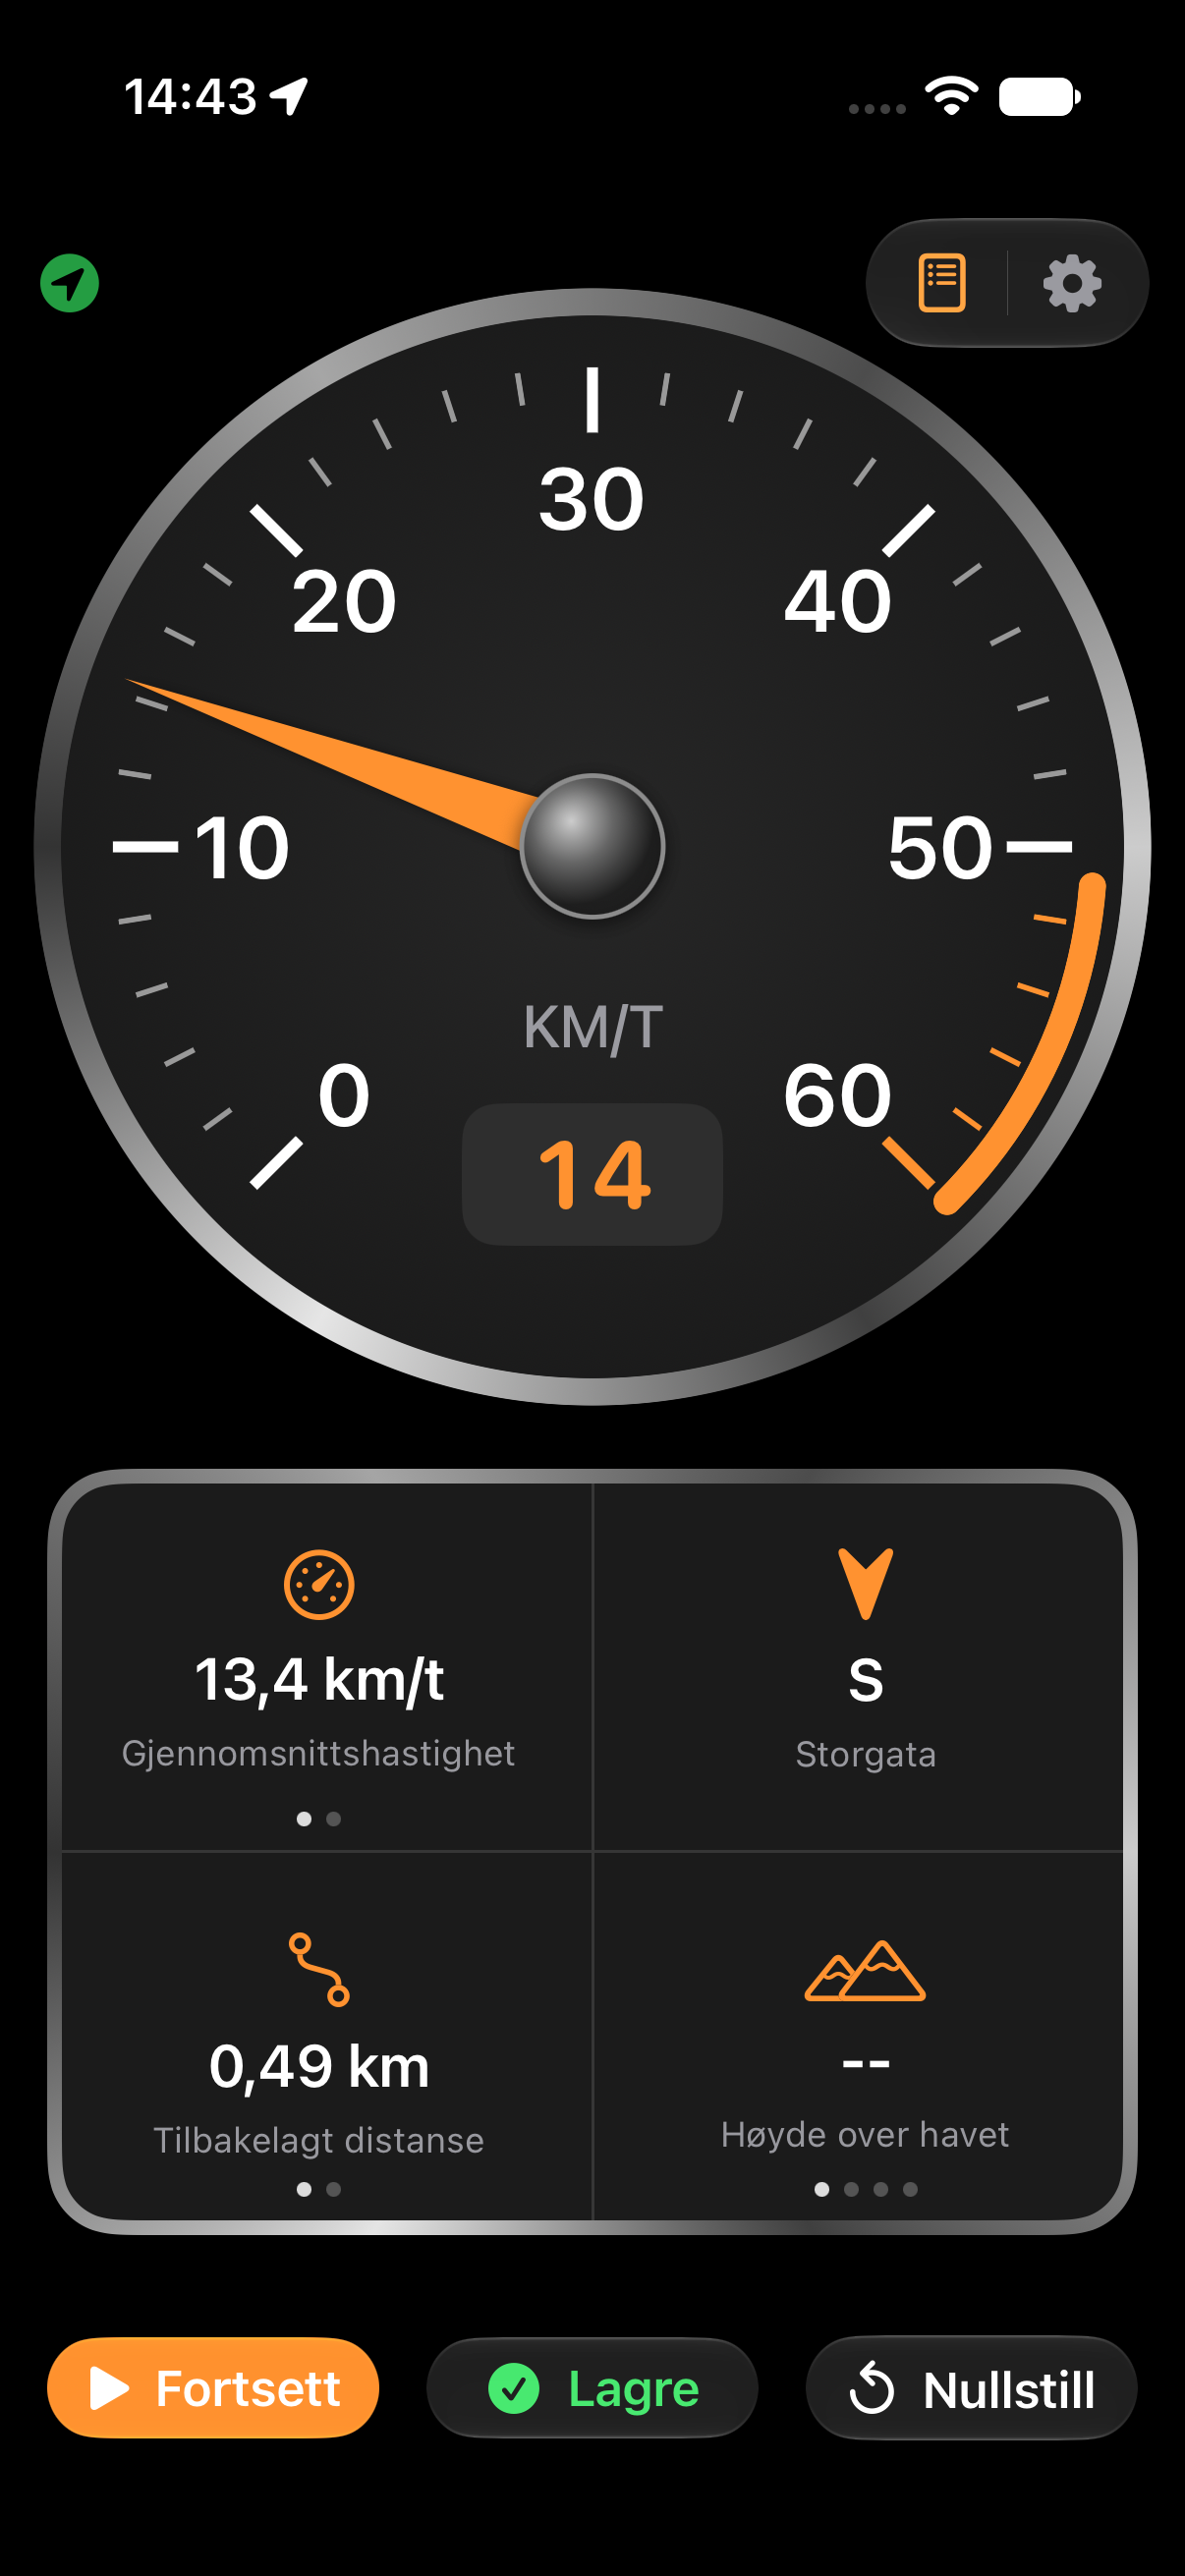 14:43
30
20
40
10
50
KM/T
0
60
14
13,4 km/t
Gjennomsnittshastighet
S
Storgata
0,49 km
Tilbakelagt distanse
--
Høyde over havet
Fortsett
Lagre
Nullstill